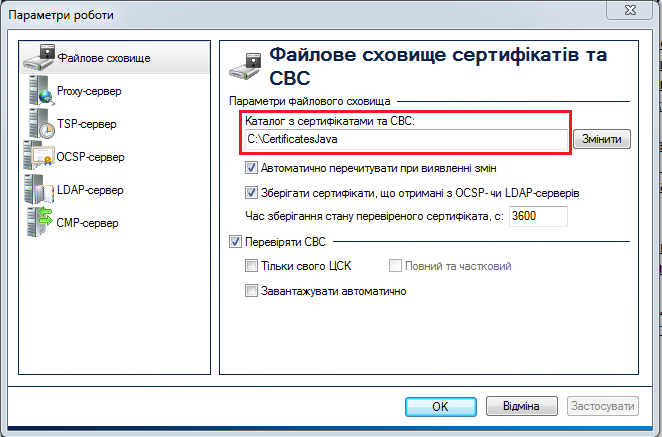 Параметри роботи
Файлове сховище
Proxy-сервер
TSP-сервер
OCSP-сервер
LDAP-сервер
CMP-сервер
Файлове сховище сертифікатів та
СВС
Параметри файлового сховища
Каталог з сертифікатами та СВС:
C:\CertificatesJava
Змінити
Автоматично перечитувати при виявленні змін
Зберігати сертифікати, що отримані з OCSP- чи LDAP-серверів
Час зберігання стану перевіреного сертифіката, с: 3600
Перевіряти СВС
Тільки свого ЦСК Повний та частковий
Завантажувати автоматично
OK Відміна Застосувати